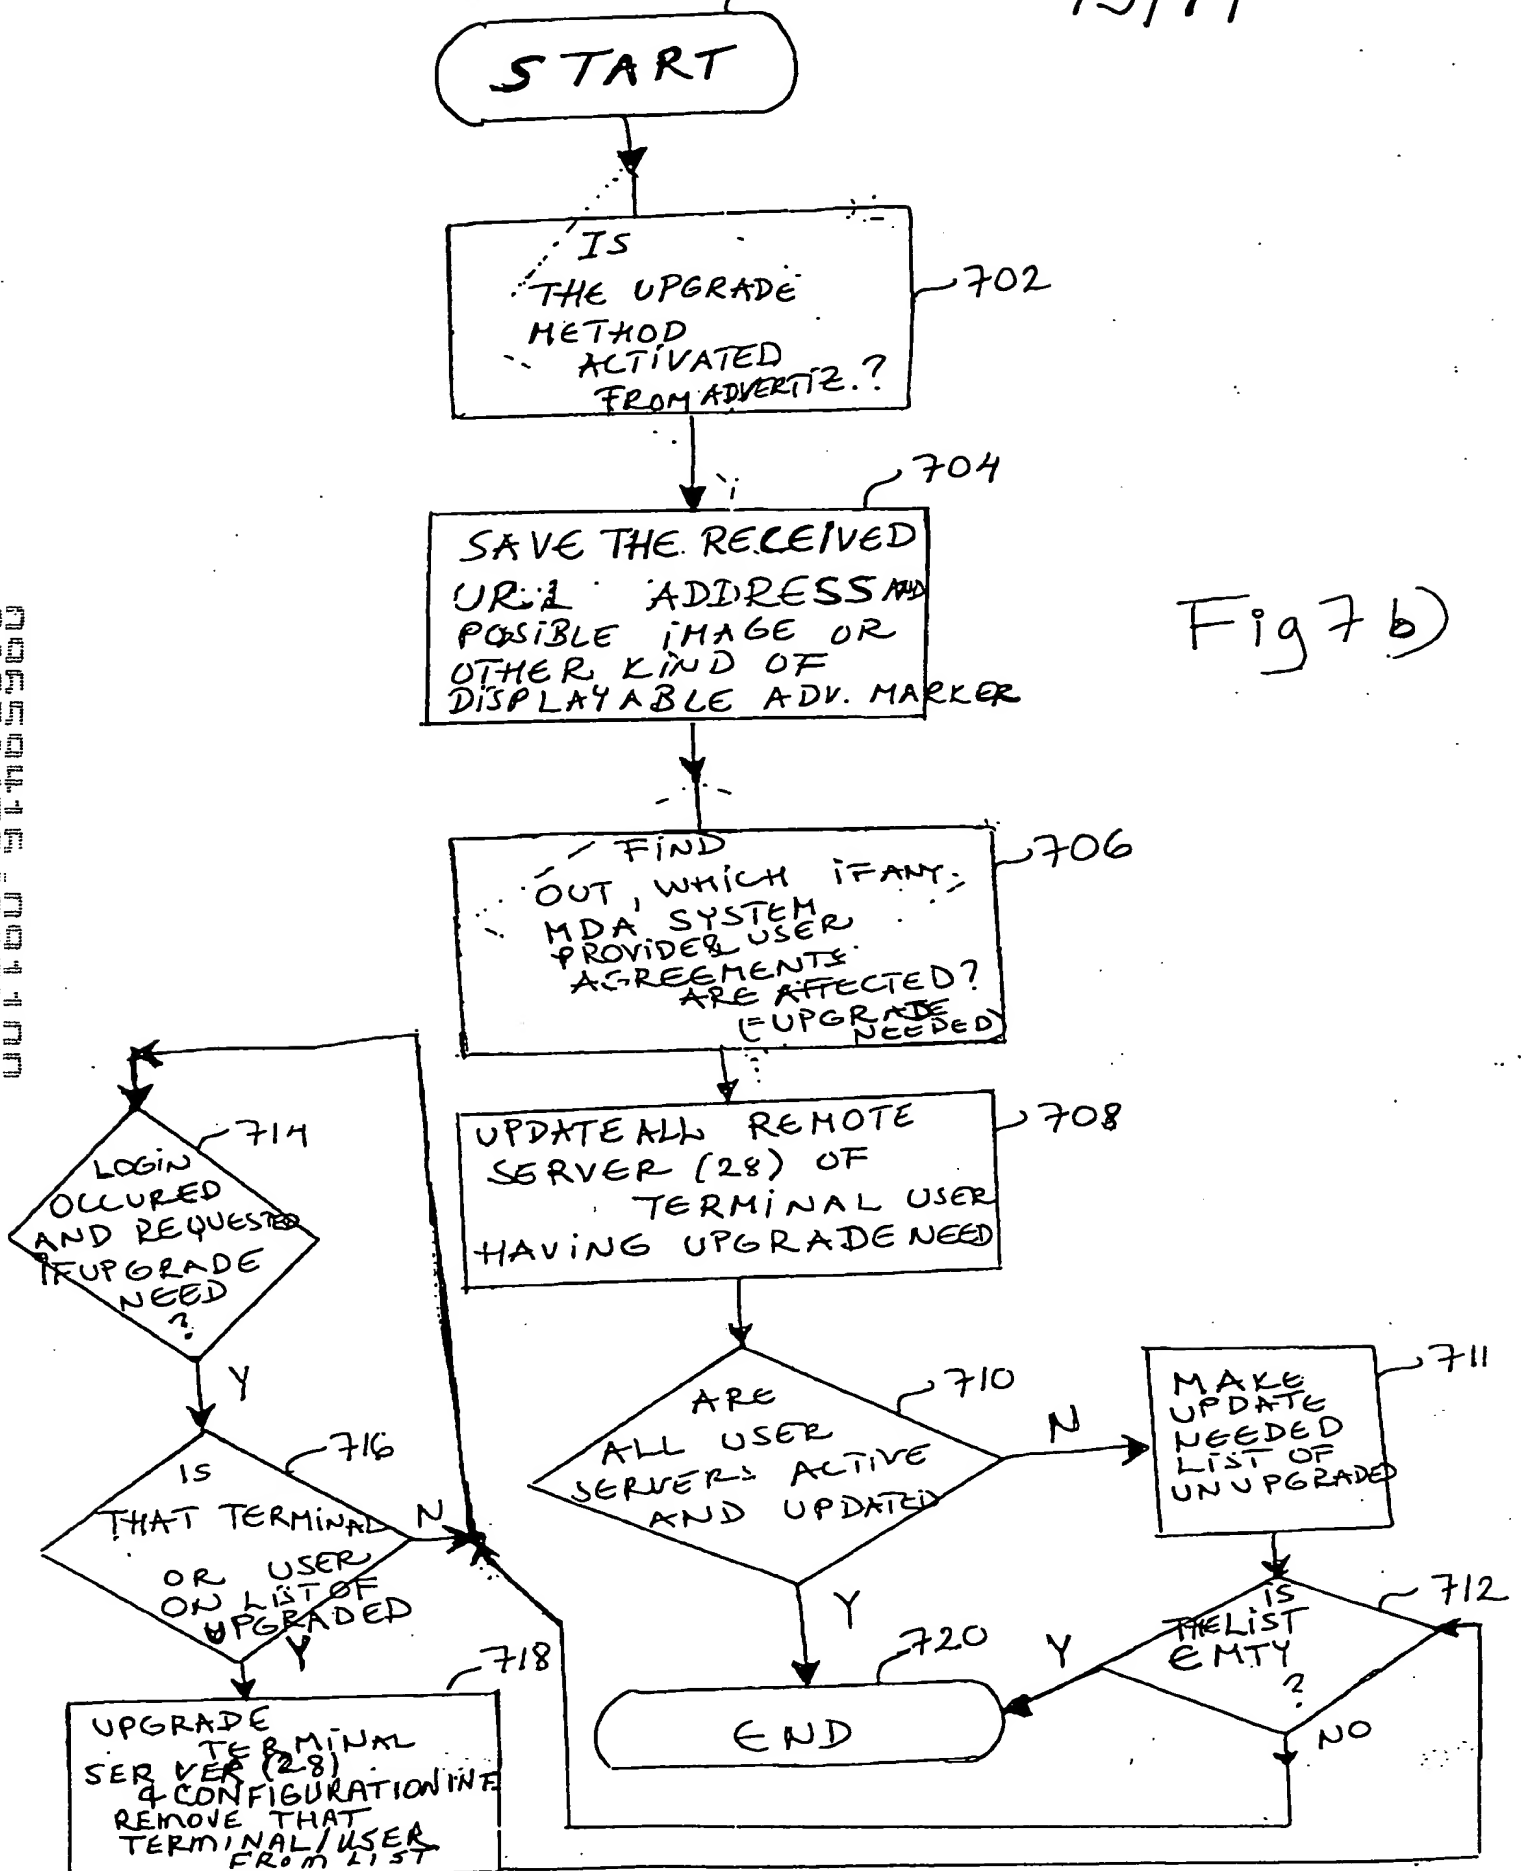 START
IS
THE UPGRADE
METHOD
ACTIVATED
FROM ADVERTIZ.?
702
704
SAVE THE RECEIVED
URL ADDRESS AND
POSSIBLE IMAGE OR
OTHER KIND OF
DISPLAYABLE ADV. MARKER
Fig 7 b)
706
FIND
OUT, WHICH IF ANY
MDA SYSTEM
PROVIDER USER
AGREEMENTS
ARE AFFECTED?
(=UPGRADE
NEEDED)
708
UPDATE ALL REMOTE
SERVER (28) OF
TERMINAL USER
HAVING UPGRADE NEED
714
LOGIN
OCCURED
AND REQUESTED
IF UPGRADE
NEED
?
Y
710
ARE
ALL USER
SERVERS ACTIVE
AND UPDATED
N
Y
711
MAKE
UPDATE
NEEDED
LIST OF
UNUPGRADED
716
IS
THAT TERMINAL
OR USER
ON LIST OF
UPGRADED
N
Y
712
IS
THE LIST
EMTY
?
Y
NO
720
END
718
UPGRADE
TERMINAL
SERVER (28)
& CONFIGURATION INF
REMOVE THAT
TERMINAL/USER
FROM LIST